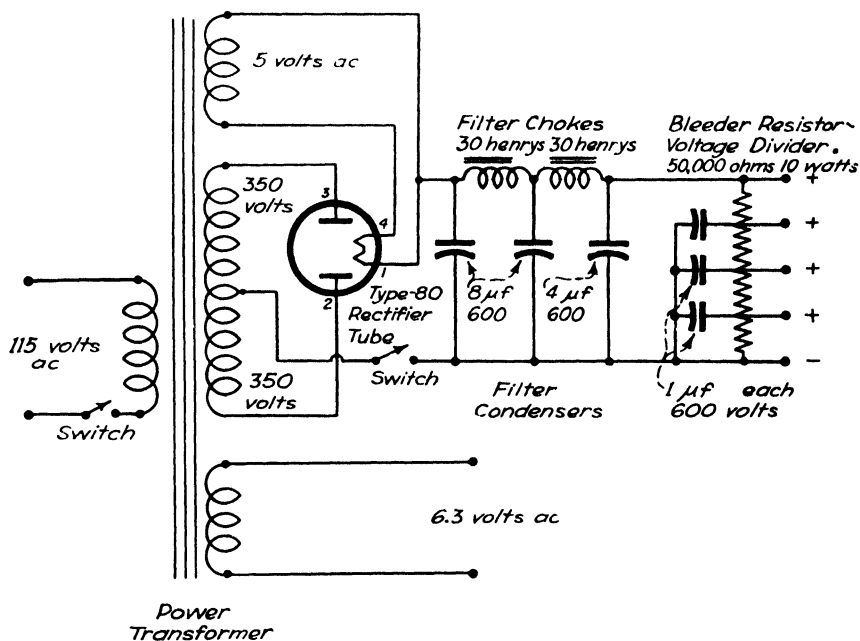 5 volts ac
Filter Chokes
30 henrys 30 henrys
Bleeder Resistor-
Voltage Divider.
50,000 ohms 10 watts
+
350
volts
3
4
+
1
+
2
Type-80
Rectifier
Tube
8 µf
600
4 µf
600
+
115 volts
ac
Switch
350
volts
Switch
Filter
Condensers
-
1 µf each
600 volts
6.3 volts ac
Power
Transformer